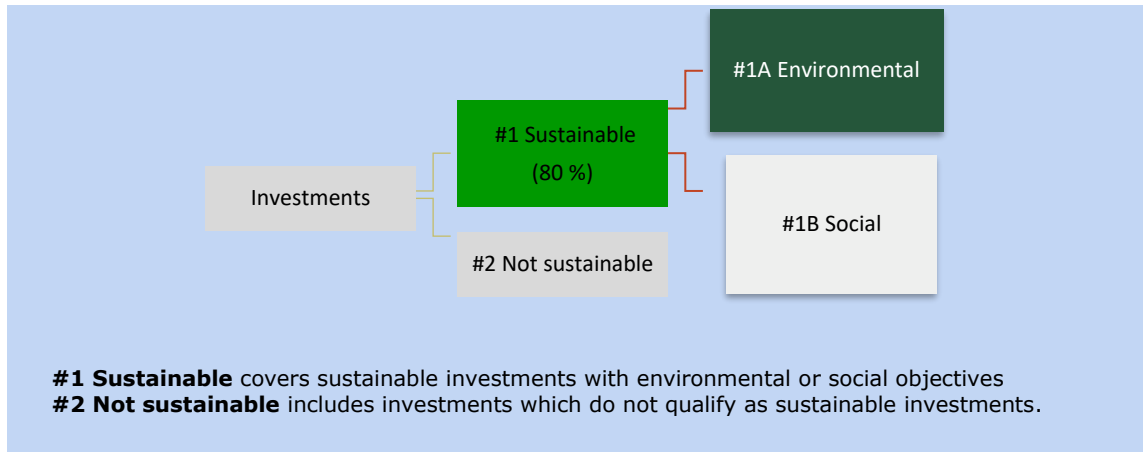 #1A Environmental
#1 Sustainable
(80 %)
Investments
#1B Social
#2 Not sustainable
#1 Sustainable covers sustainable investments with environmental or social objectives
#2 Not sustainable includes investments which do not qualify as sustainable investments.